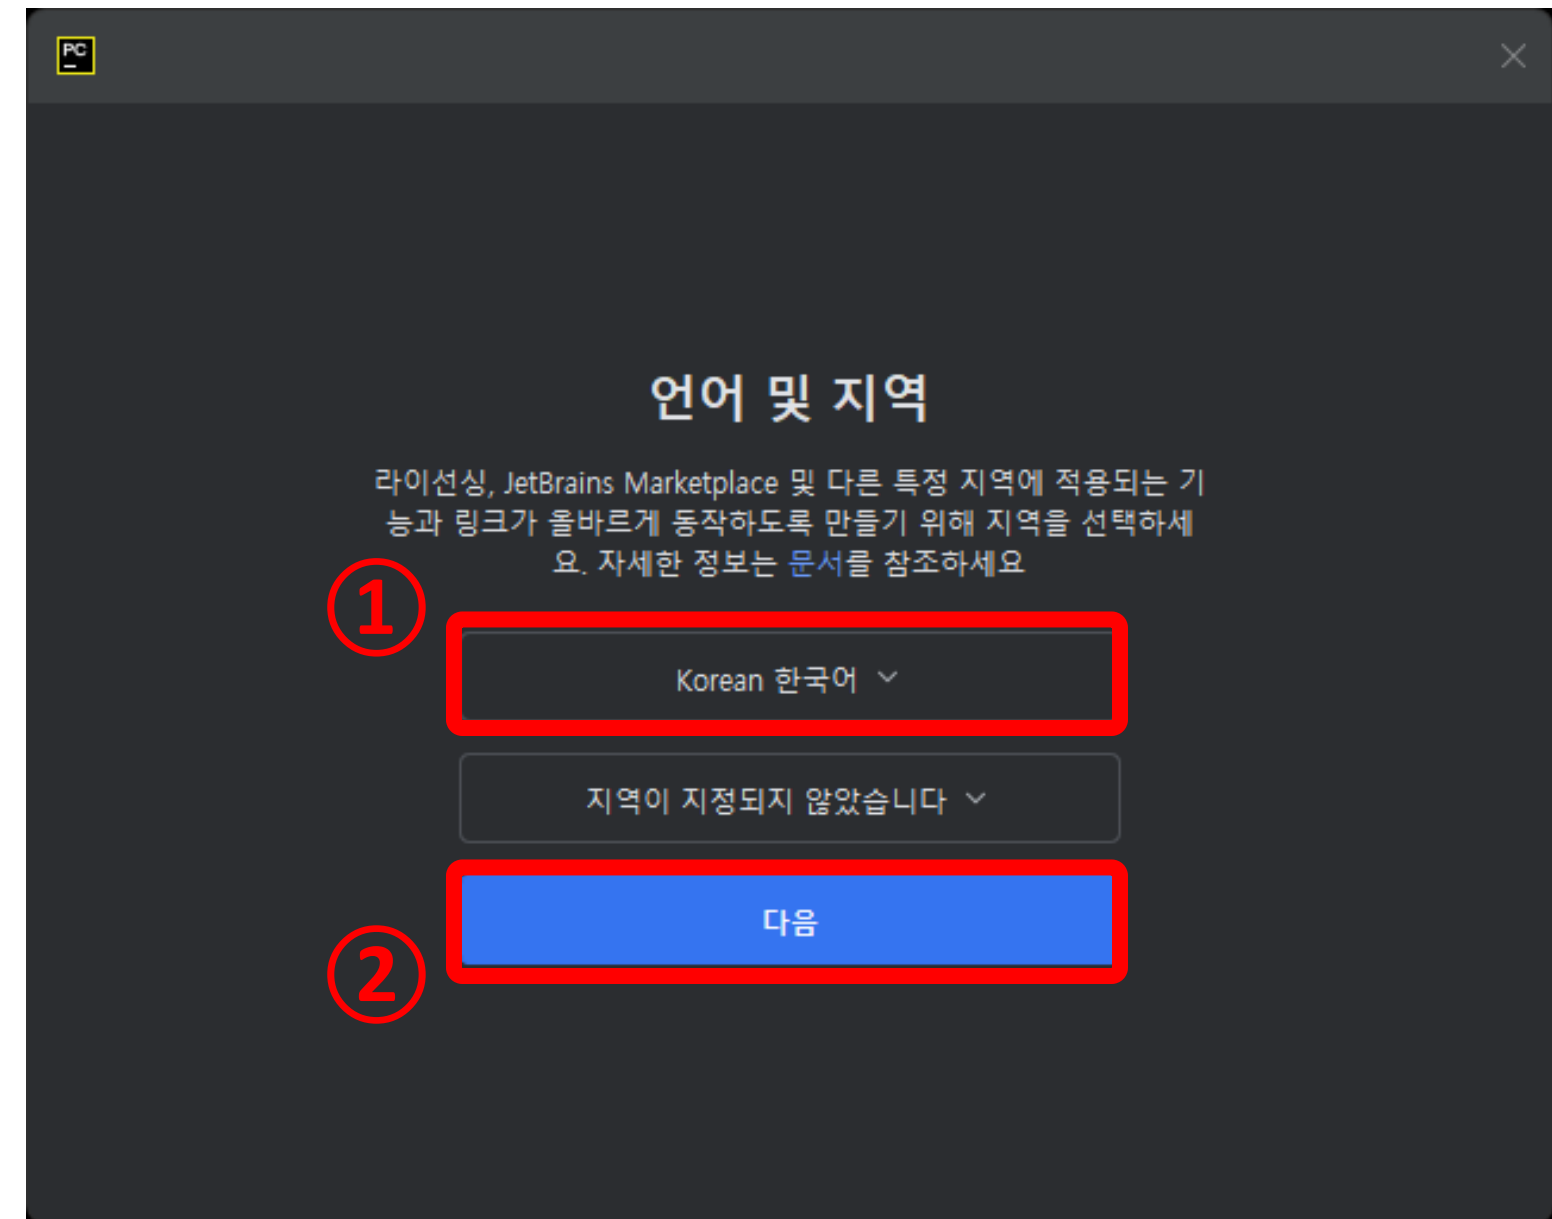 PC
언어 및 지역
라이선싱, JetBrains Marketplace 및 다른 특정 지역에 적용되는 기
능과 링크가 올바르게 동작하도록 만들기 위해 지역을 선택하세
요. 자세한 정보는 문서를 참조하세요
①
Korean 한국어
지역이 지정되지 않았습니다
다음
②